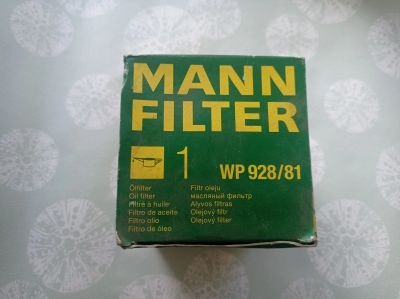 MANN
FILTER
1 WP 928/81
Ölfilter
Oil filter
Filtre à huile
Filtro de aceite
Filtro olio
Filtro de óleo
Filtr oleju
масляный фильтр
Alyvos filtras
Olejový filtr
Olejový filter